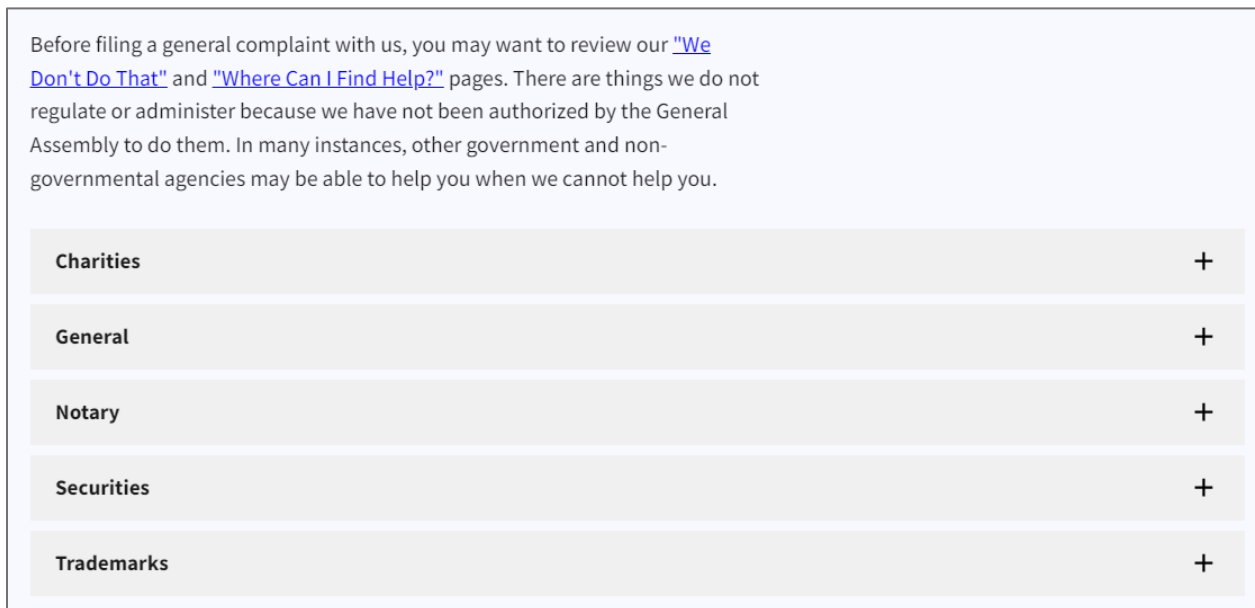 Before filing a general complaint with us, you may want to review our "We
Don't Do That" and "Where Can I Find Help?" pages. There are things we do not
regulate or administer because we have not been authorized by the General
Assembly to do them. In many instances, other government and non-
governmental agencies may be able to help you when we cannot help you.
Charities +
General +
Notary +
Securities +
Trademarks +